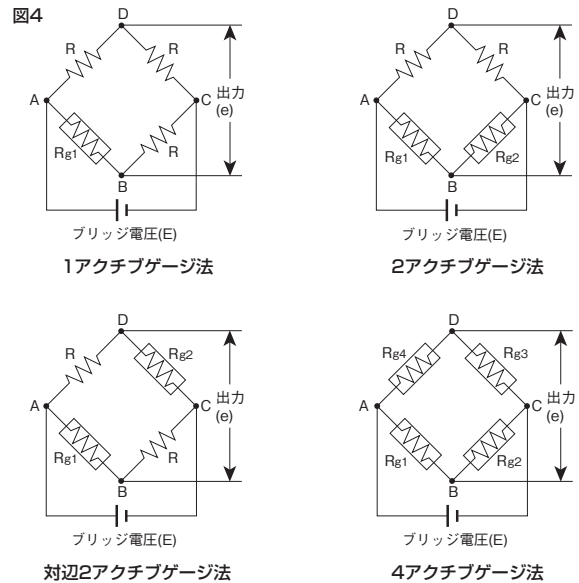 図4
D
R
A
C
出力
(e)
Rg1
R
B
ブリッジ電圧(E)
1アクチブゲージ法
D
R
A
C
出力
(e)
Rg1
Rg2
B
ブリッジ電圧(E)
2アクチブゲージ法
D
R
Rg2
A
C
出力
(e)
Rg1
R
B
ブリッジ電圧(E)
対辺2アクチブゲージ法
D
Rg4
Rg3
A
C
出力
(e)
Rg1
Rg2
B
ブリッジ電圧(E)
4アクチブゲージ法